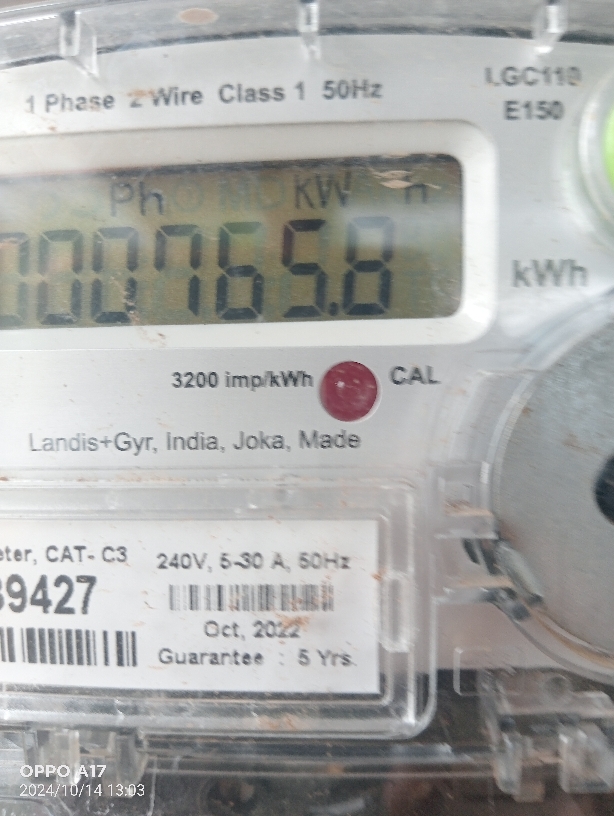 1 Phase 2 Wire Class 1 50Hz
LGC110
E150
Ph KW h
000765.8
kWh
3200 imp/kWh CAL
Landis+Gyr, India, Joka, Made
eter, CAT- C3
39427
240V, 5-30 A, 50Hz
Oct, 2022
Guarantee : 5 Yrs.
OPPO A17
2024/10/14 13:03